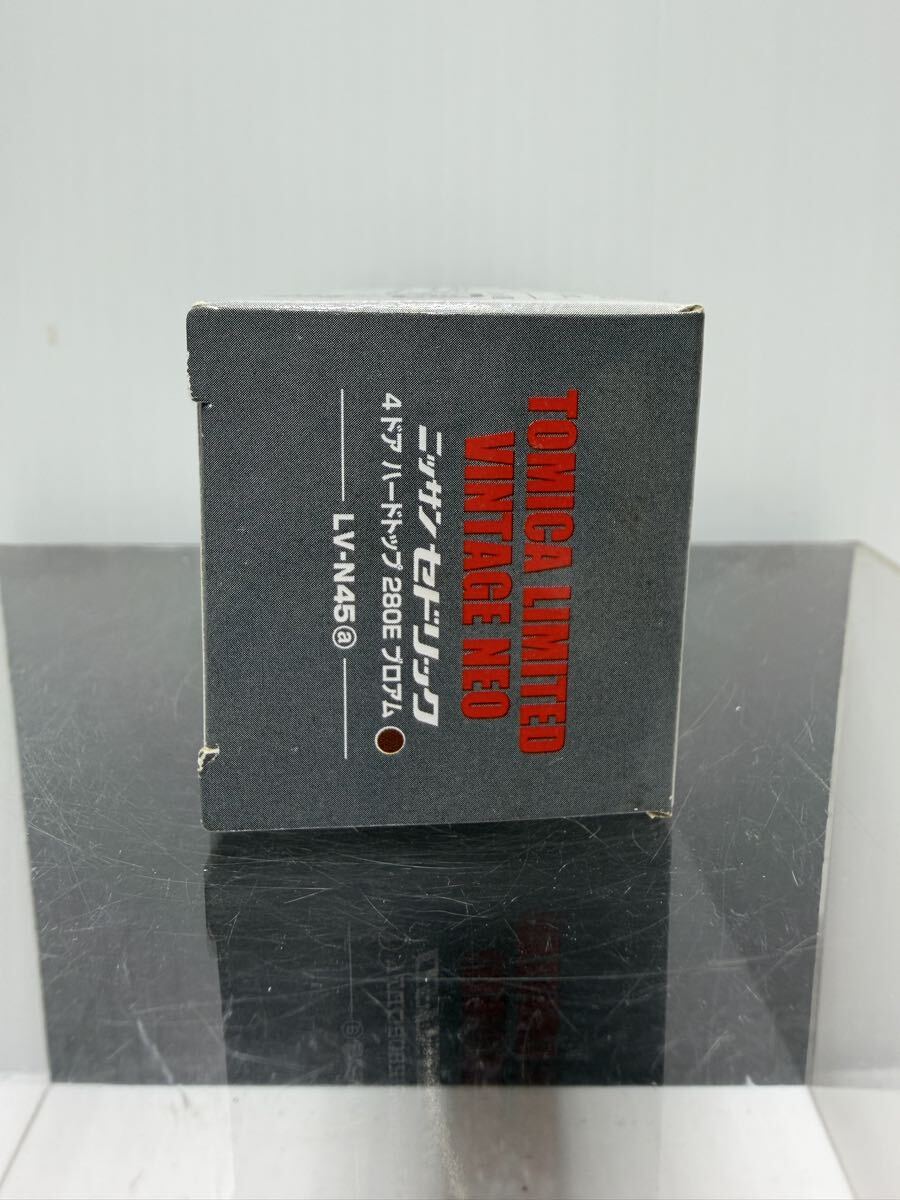 TOMICA LIMITED
VINTAGE NEO
ニッサン セドリック
4ドア ハードトップ 280E ブロアム
LV-N45ⓐ